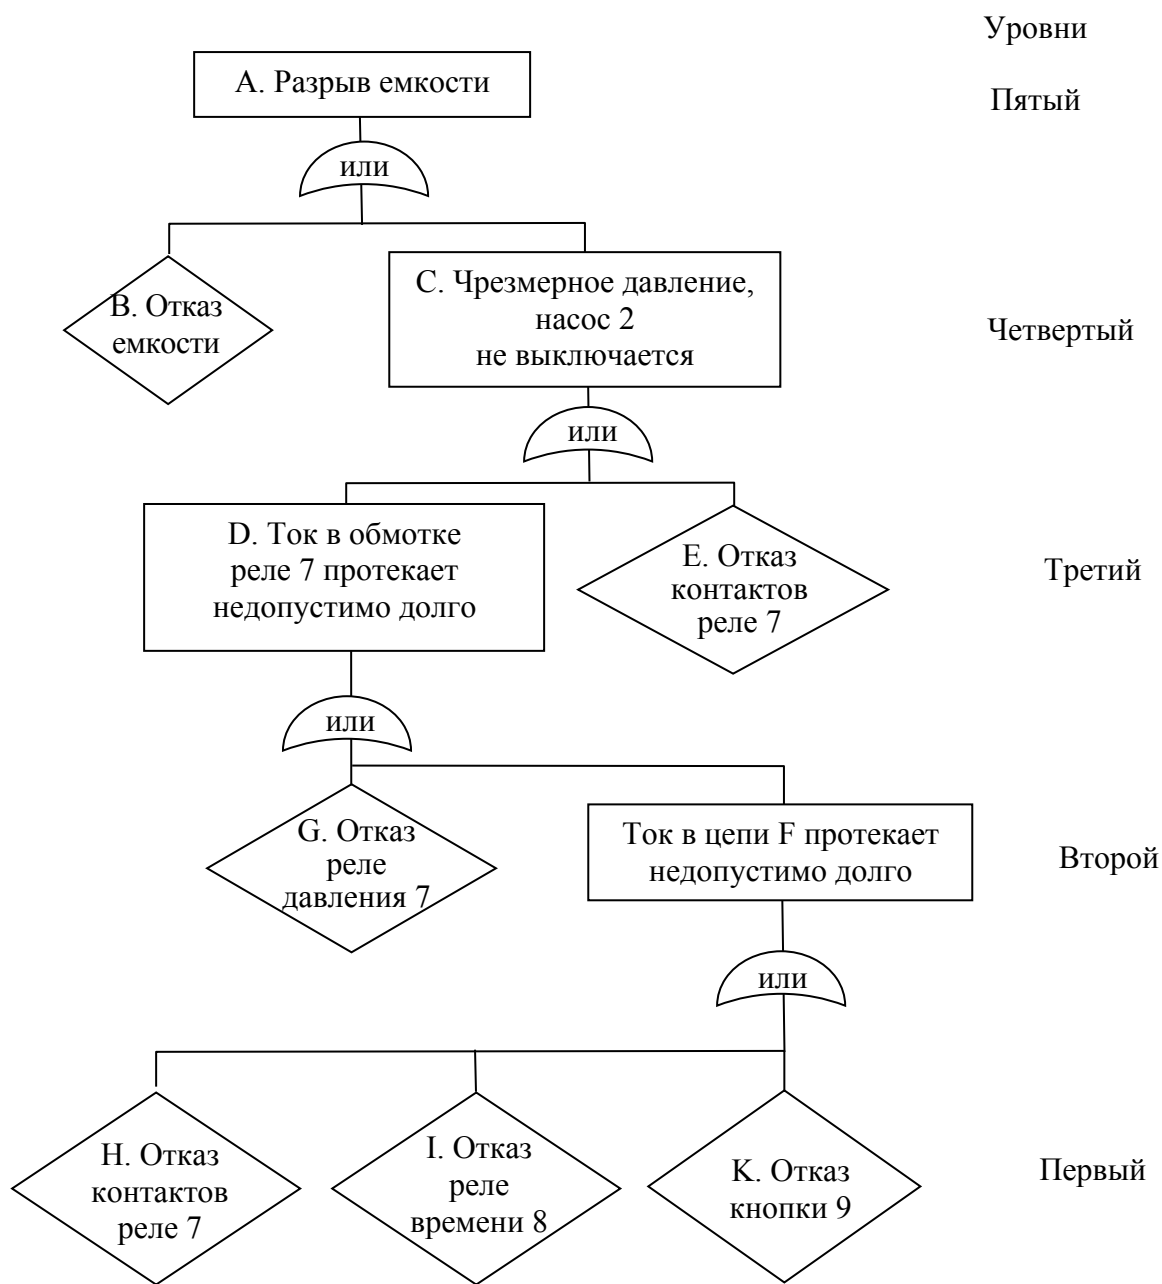 Уровни
A. Разрыв емкости
Пятый
или
B. Отказ
емкости
C. Чрезмерное давление,
насос 2
не выключается
Четвертый
или
D. Ток в обмотке
реле 7 протекает
недопустимо долго
E. Отказ
контактов
реле 7
Третий
или
G. Отказ
реле
давления 7
Ток в цепи F протекает
недопустимо долго
Второй
или
H. Отказ
контактов
реле 7
I. Отказ
реле
времени 8
K. Отказ
кнопки 9
Первый